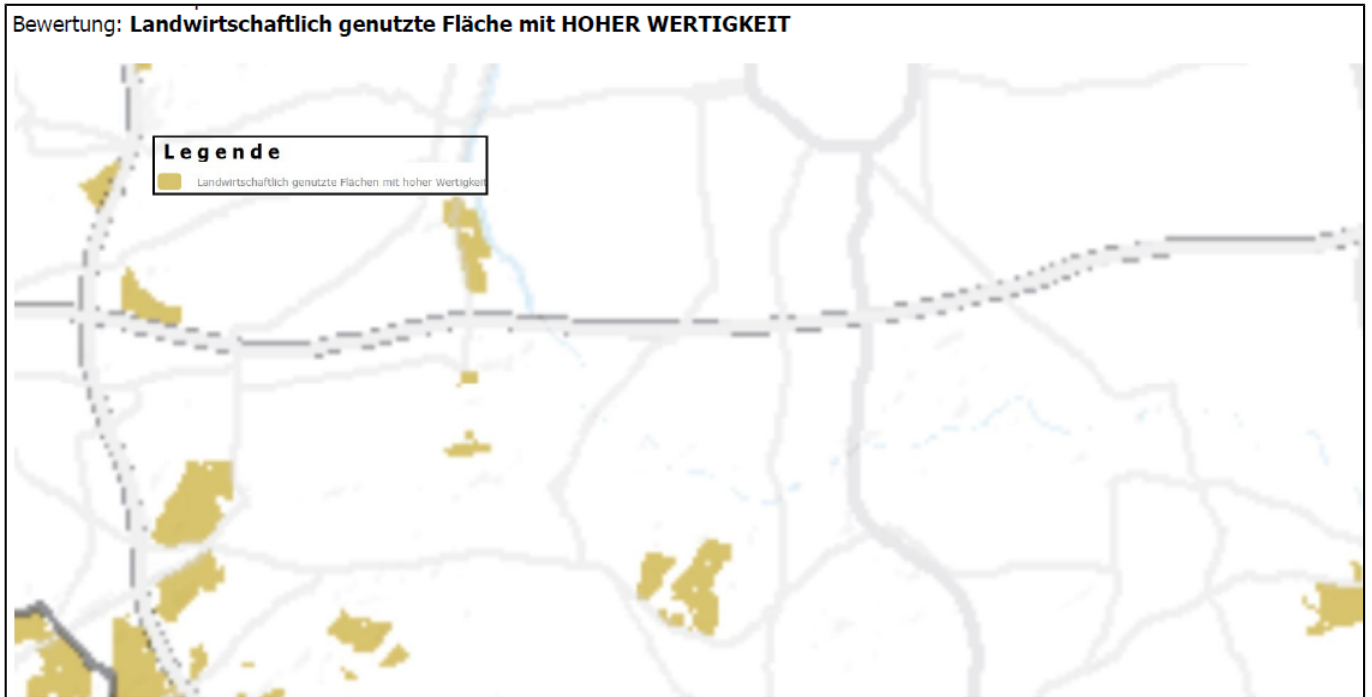 Bewertung: Landwirtschaftlich genutzte Fläche mit HOHER WERTIGKEIT
Legende
Landwirtschaftlich genutzte Flächen mit hoher Wertigkeit